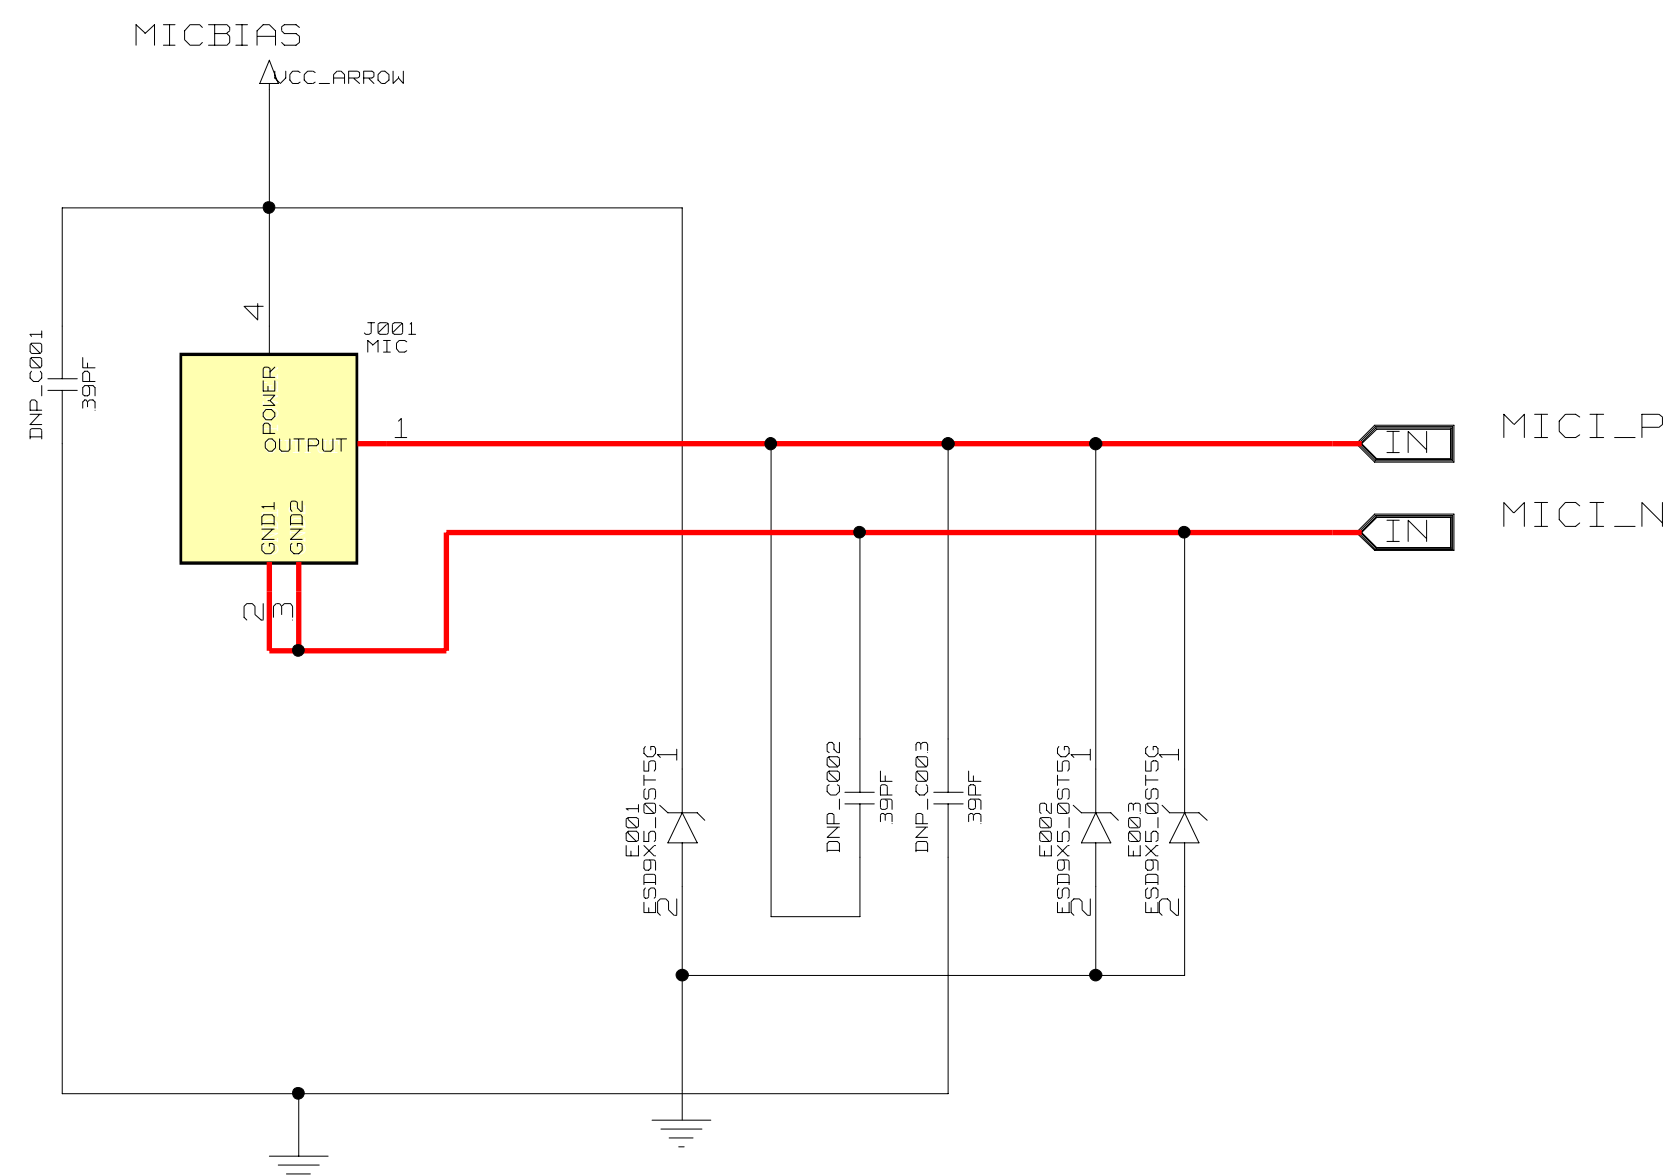 MICBIAS
VCC_ARROW
4
J001
MIC
DNP_C001
39PF
POWER
OUTPUT
1
GND1
GND2
2
3
IN
MICI_P
IN
MICI_N
E001
ESD9X5_0ST5G
1
2
DNP_C002
39PF
DNP_C003
39PF
E002
ESD9X5_0ST5G
1
2
E003
ESD9X5_0ST5G
1
2